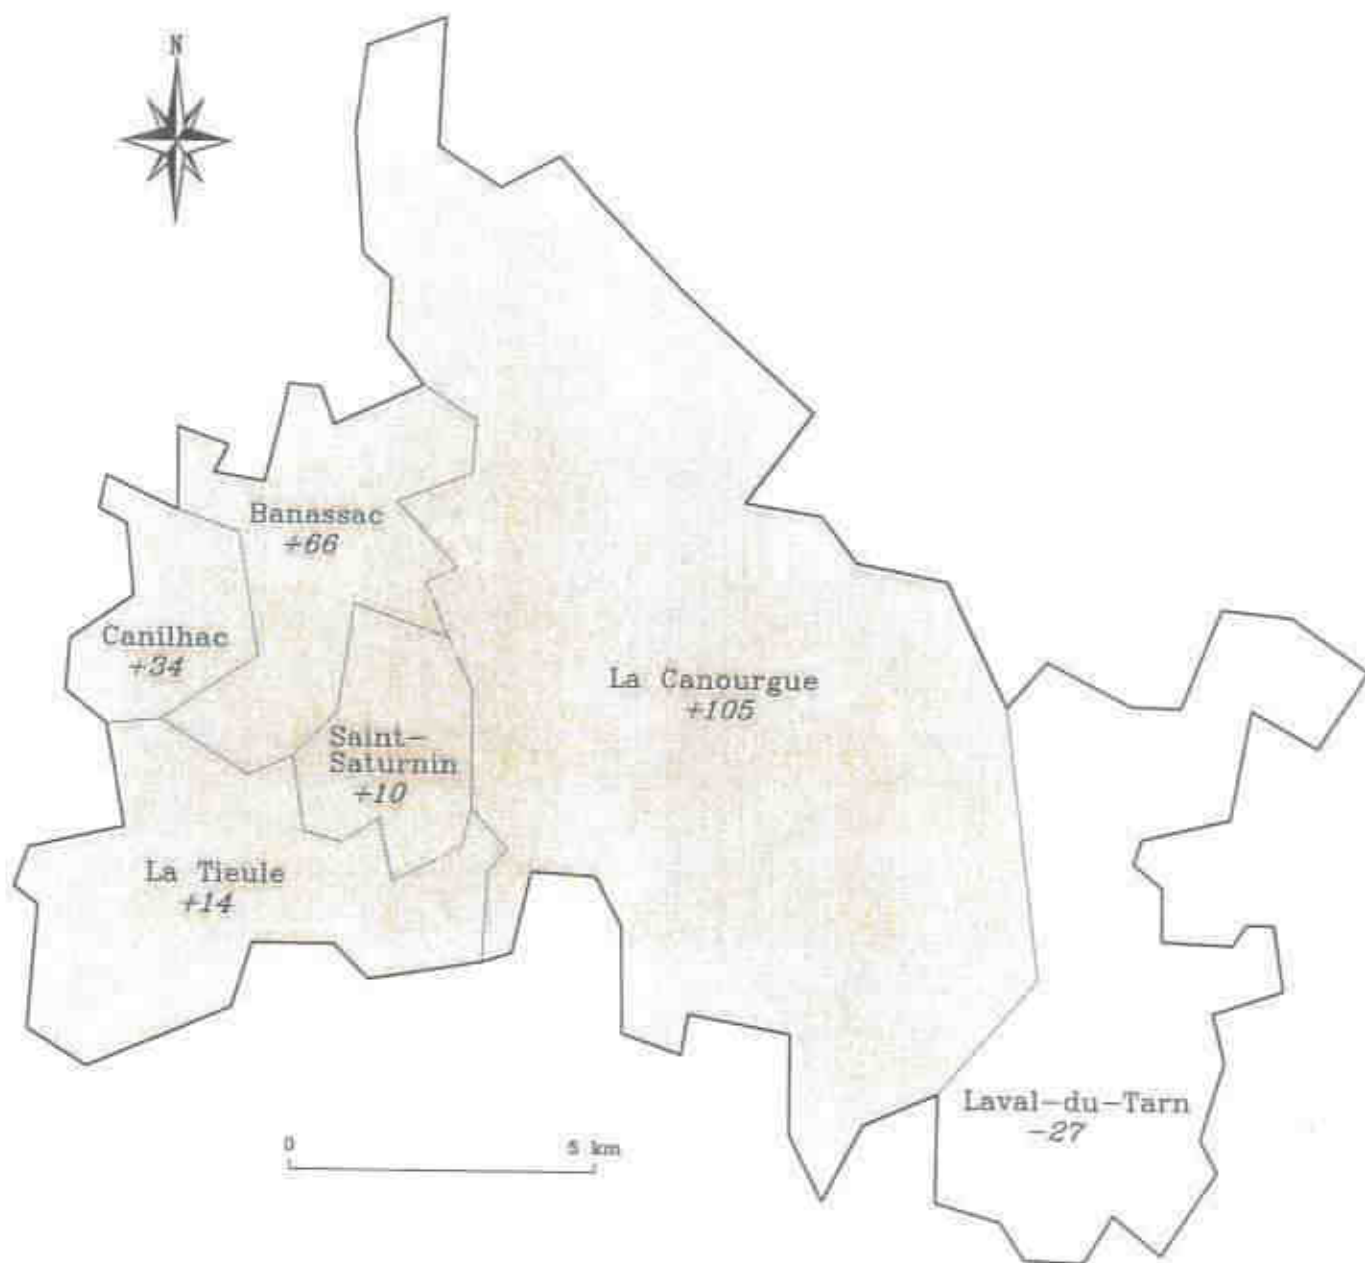 N
Banassac
+66
Canilhac
+34
La Canourgue
+105
Saint-
Saturnin
+10
La Tieule
+14
Laval-du-Tarn
-27
0 5 km